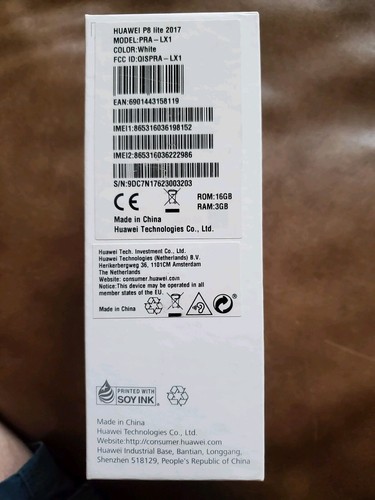 HUAWEI P8 lite 2017
MODEL:PRA-LX1
COLOR:White
FCC ID:QISPRA-LX1
EAN:6901443158119
IMEI1:865316036198152
IMEI2:865316036222986
S/N:9DC7N17623003203
CE
ROM:16GB
RAM:3GB
Made in China
Huawei Technologies Co., Ltd.
Huawei Tech. Investment Co., Ltd.
Huawei Technologies (Netherlands) B.V.
Herikerbergweg 36, 1101CM Amsterdam
The Netherlands
Website: consumer.huawei.com
Notice:This device may be operated in all
member states of the EU.
Made in China
PRINTED WITH
SOY INK
Made in China
Huawei Technologies Co., Ltd.
Website:http://consumer.huawei.com
Huawei Industrial Base, Bantian, Longgang,
Shenzhen 518129, People's Republic of China